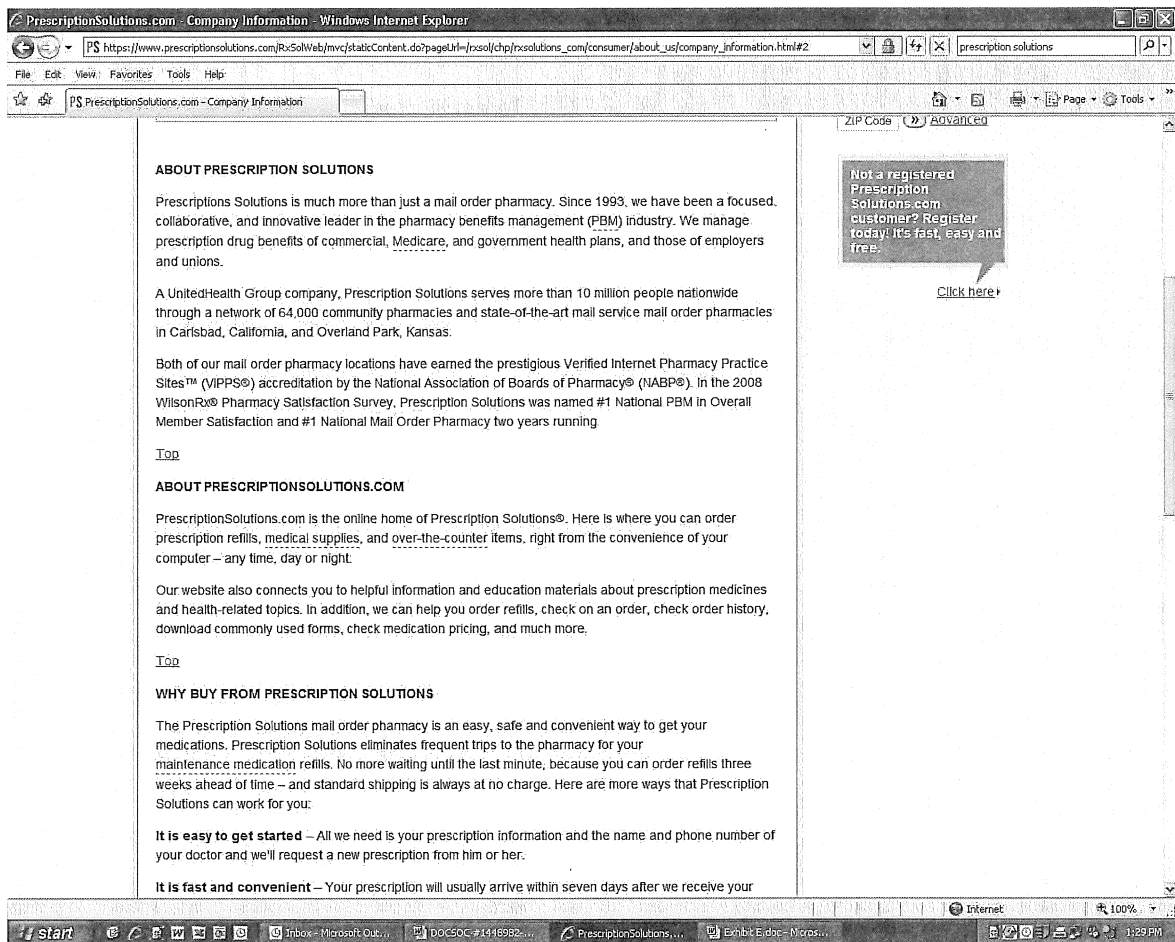 PrescriptionSolutions.com - Company Information - Windows Internet Explorer
PS https://www.prescriptionsolutions.com/RxSolWeb/mvc/staticContent.do?pageUrl=/rxsol/chp/rxsolutions_com/consumer/about_us/company_information.html#2
prescription solutions
File Edit View Favorites Tools Help
PS PrescriptionSolutions.com - Company Information
Page Tools
ZIP Code Advanced
ABOUT PRESCRIPTION SOLUTIONS
Prescriptions Solutions is much more than just a mail order pharmacy. Since 1993, we have been a focused,
collaborative, and innovative leader in the pharmacy benefits management (PBM) industry. We manage
prescription drug benefits of commercial, Medicare, and government health plans, and those of employers
and unions.
A UnitedHealth Group company, Prescription Solutions serves more than 10 million people nationwide
through a network of 64,000 community pharmacies and state-of-the-art mail service mail order pharmacies
in Carlsbad, California, and Overland Park, Kansas.
Both of our mail order pharmacy locations have earned the prestigious Verified Internet Pharmacy Practice
Sites™ (VIPPS®) accreditation by the National Association of Boards of Pharmacy® (NABP®). In the 2008
WilsonRx® Pharmacy Satisfaction Survey, Prescription Solutions was named #1 National PBM in Overall
Member Satisfaction and #1 National Mail Order Pharmacy two years running.
Top
ABOUT PRESCRIPTIONSOLUTIONS.COM
PrescriptionSolutions.com is the online home of Prescription Solutions®. Here is where you can order
prescription refills, medical supplies, and over-the-counter items, right from the convenience of your
computer – any time, day or night.
Our website also connects you to helpful information and education materials about prescription medicines
and health-related topics. In addition, we can help you order refills, check on an order, check order history,
download commonly used forms, check medication pricing, and much more.
Top
WHY BUY FROM PRESCRIPTION SOLUTIONS
The Prescription Solutions mail order pharmacy is an easy, safe and convenient way to get your
medications. Prescription Solutions eliminates frequent trips to the pharmacy for your
maintenance medication refills. No more waiting until the last minute, because you can order refills three
weeks ahead of time – and standard shipping is always at no charge. Here are more ways that Prescription
Solutions can work for you:
It is easy to get started – All we need is your prescription information and the name and phone number of
your doctor and we'll request a new prescription from him or her.
It is fast and convenient – Your prescription will usually arrive within seven days after we receive your
Not a registered
Prescription
Solutions.com
customer? Register
today! It's fast, easy and
free.
Click here
Internet
100%
start
Inbox - Microsoft Out...
DOCSOC-#1448982-...
PrescriptionSolutions....
Exhibit E.doc - Micros...
1:29 PM